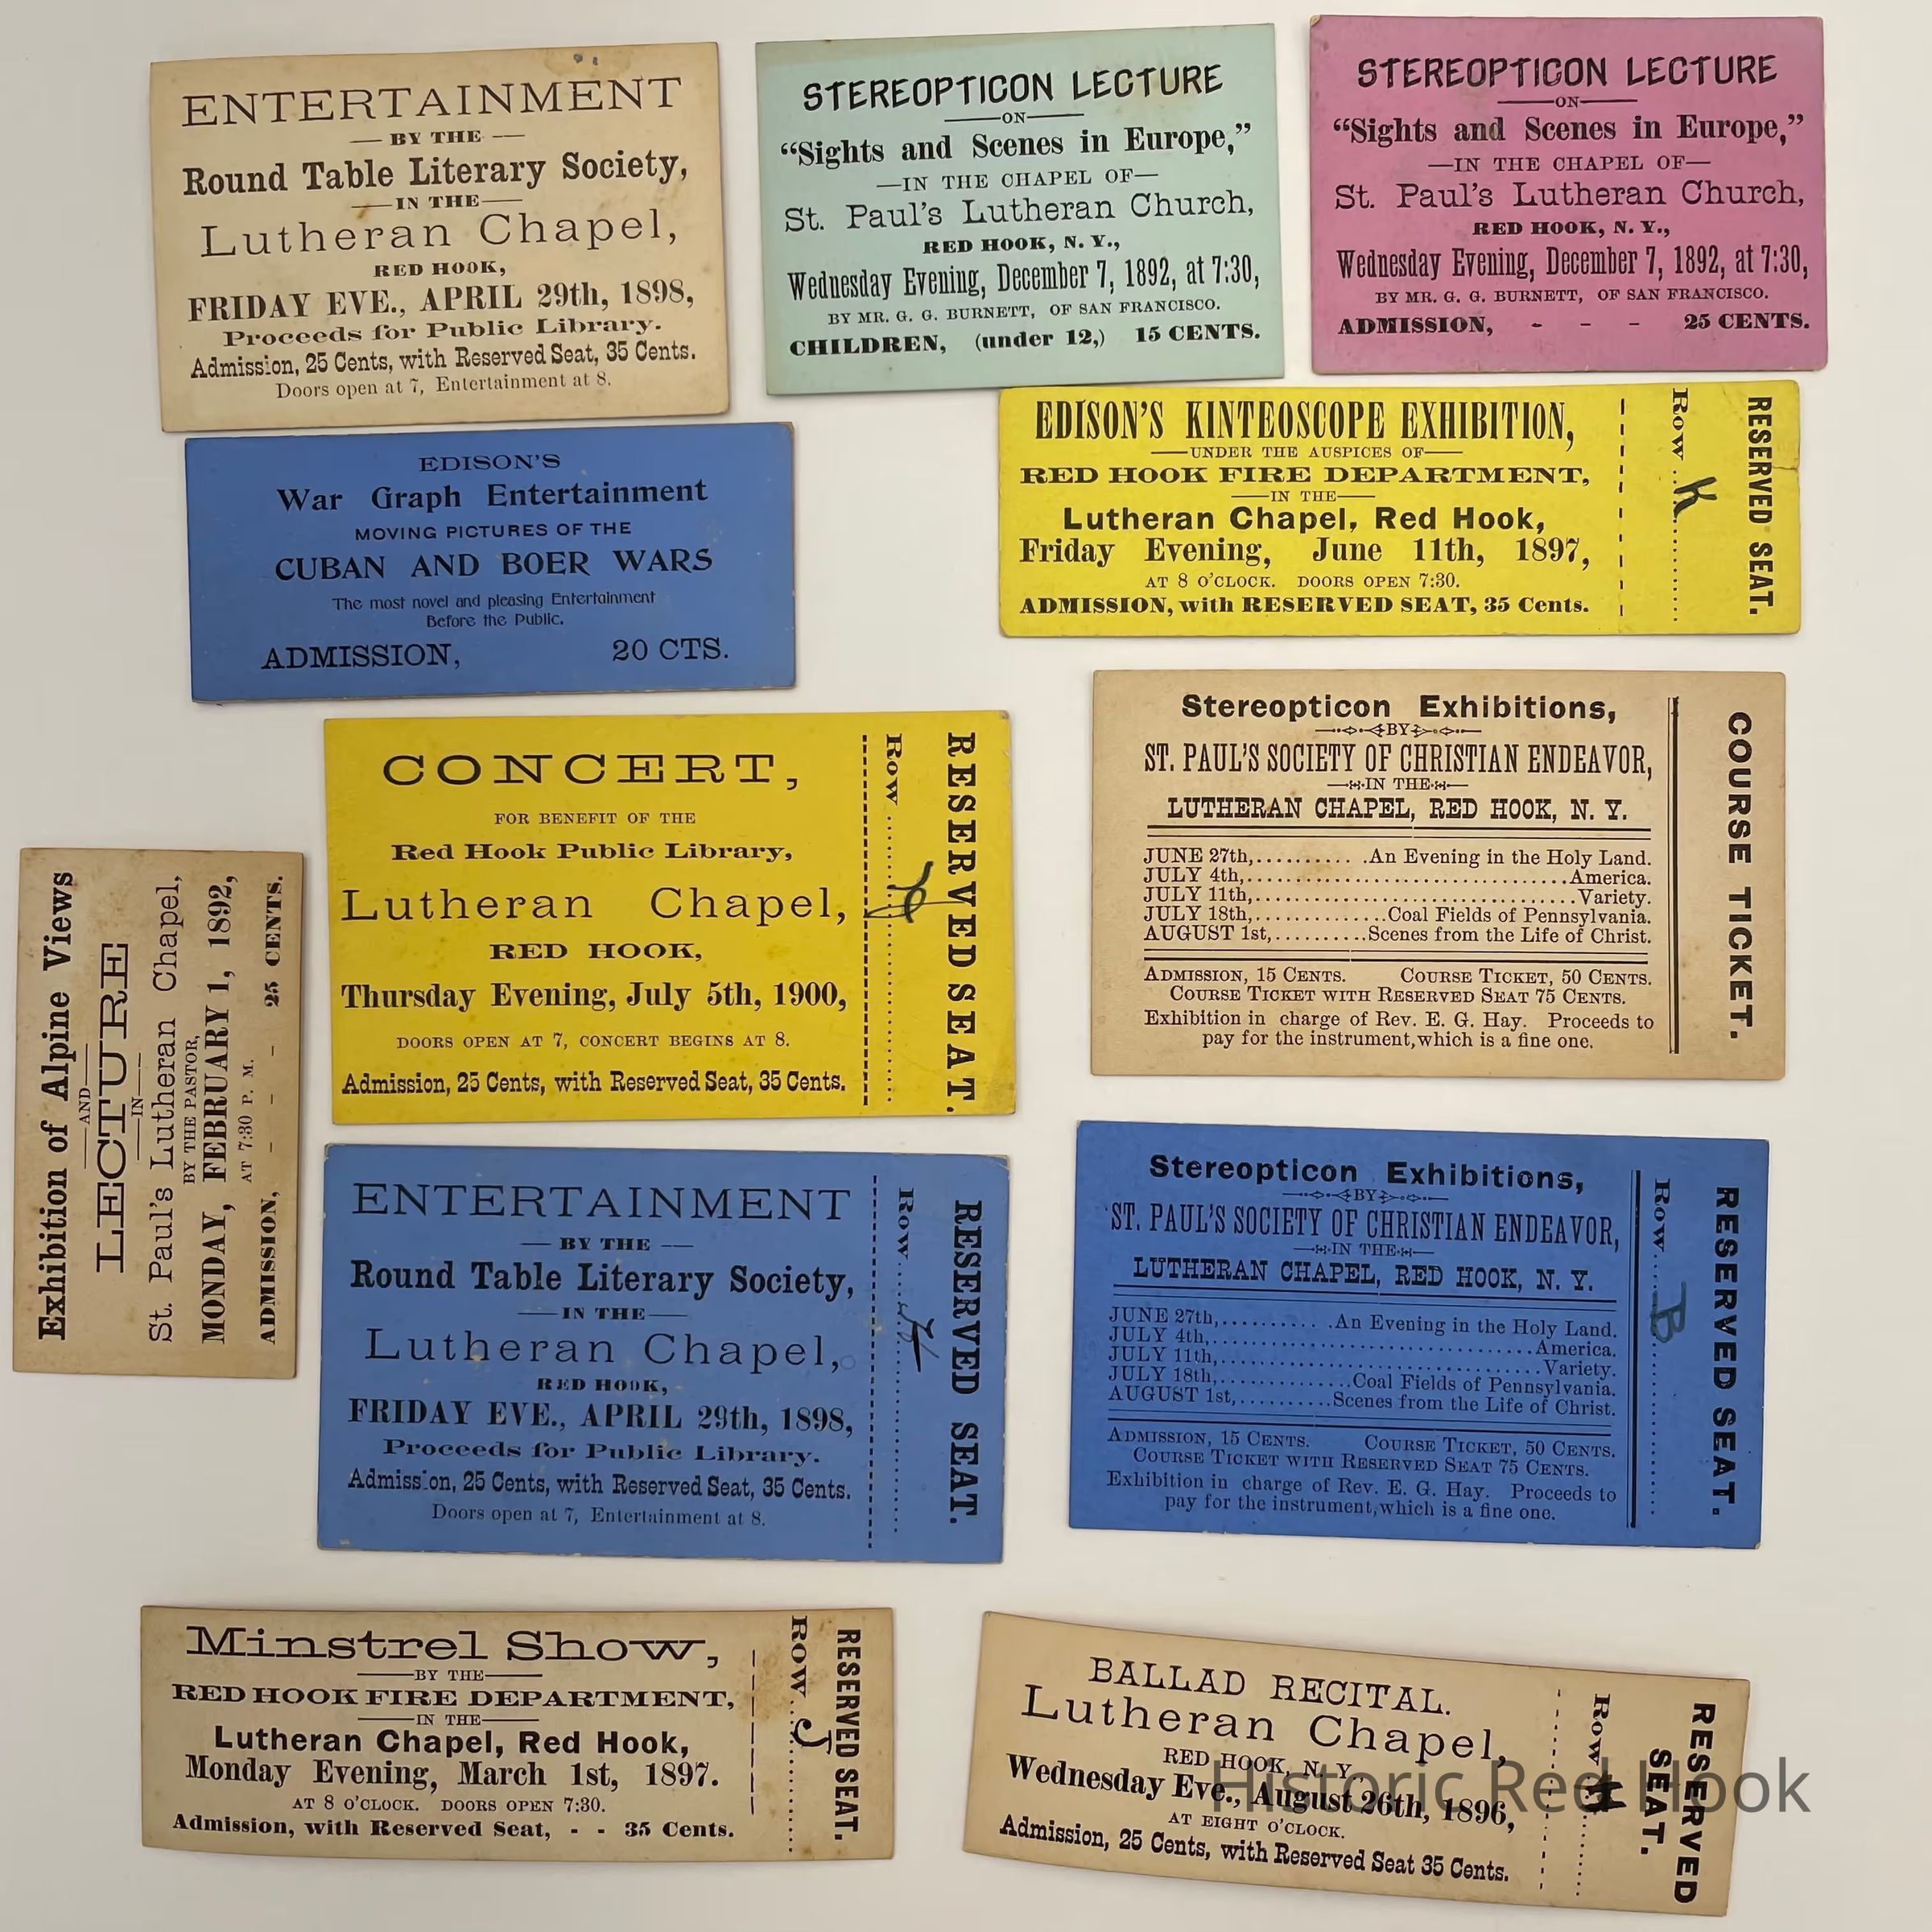 ENTERTAINMENT
— BY THE —
Round Table Literary Society,
— IN THE —
Lutheran Chapel,
RED HOOK,
FRIDAY EVE., APRIL 29th, 1898,
Proceeds for Public Library.
Admission, 25 Cents, with Reserved Seat, 35 Cents.
Doors open at 7, Entertainment at 8.
STEREOPTICON LECTURE
— ON —
“Sights and Scenes in Europe,”
—IN THE CHAPEL OF—
St. Paul's Lutheran Church,
RED HOOK, N. Y.,
Wednesday Evening, December 7, 1892, at 7:30,
BY MR. G. G. BURNETT, OF SAN FRANCISCO.
CHILDREN, (under 12,) 15 CENTS.
STEREOPTICON LECTURE
— ON —
“Sights and Scenes in Europe,”
—IN THE CHAPEL OF—
St. Paul's Lutheran Church,
RED HOOK, N. Y.,
Wednesday Evening, December 7, 1892, at 7:30,
BY MR. G. G. BURNETT, OF SAN FRANCISCO.
ADMISSION, - - - 25 CENTS.
EDISON'S
War Graph Entertainment
MOVING PICTURES OF THE
CUBAN AND BOER WARS
The most novel and pleasing Entertainment
Before the Public.
ADMISSION, 20 CTS.
EDISON'S KINTEOSCOPE EXHIBITION,
— UNDER THE AUSPICES OF —
RED HOOK FIRE DEPARTMENT,
— IN THE —
Lutheran Chapel, Red Hook,
Friday Evening, June 11th, 1897,
AT 8 O'CLOCK. DOORS OPEN 7:30.
ADMISSION, with RESERVED SEAT, 35 Cents.
Row K
RESERVED SEAT.
CONCERT,
FOR BENEFIT OF THE
Red Hook Public Library,
Lutheran Chapel,
RED HOOK,
Thursday Evening, July 5th, 1900,
DOORS OPEN AT 7, CONCERT BEGINS AT 8.
Admission, 25 Cents, with Reserved Seat, 35 Cents.
Row
RESERVED SEAT.
Stereopticon Exhibitions,
BY
ST. PAUL'S SOCIETY OF CHRISTIAN ENDEAVOR,
IN THE
LUTHERAN CHAPEL, RED HOOK, N. Y.
JUNE 27th,........... An Evening in the Holy Land.
JULY 4th,........... America.
JULY 11th,........... Variety.
JULY 18th,........... Coal Fields of Pennsylvania.
AUGUST 1st,........... Scenes from the Life of Christ.
ADMISSION, 15 CENTS. COURSE TICKET, 50 CENTS.
COURSE TICKET WITH RESERVED SEAT 75 CENTS.
Exhibition in charge of Rev. E. G. Hay. Proceeds to
pay for the instrument, which is a fine one.
COURSE TICKET.
Exhibition of Alpine Views
—AND—
LECTURE
—IN—
St. Paul's Lutheran Chapel,
BY THE PASTOR,
MONDAY, FEBRUARY 1, 1892,
AT 7:30 P. M.
ADMISSION, - - - 25 CENTS.
ENTERTAINMENT
— BY THE —
Round Table Literary Society,
— IN THE —
Lutheran Chapel,
RED HOOK,
FRIDAY EVE., APRIL 29th, 1898,
Proceeds for Public Library.
Admission, 25 Cents, with Reserved Seat, 35 Cents.
Doors open at 7, Entertainment at 8.
Row
RESERVED SEAT.
Stereopticon Exhibitions,
BY
ST. PAUL'S SOCIETY OF CHRISTIAN ENDEAVOR,
IN THE
LUTHERAN CHAPEL, RED HOOK, N. Y.
JUNE 27th,........... An Evening in the Holy Land.
JULY 4th,........... America.
JULY 11th,........... Variety.
JULY 18th,........... Coal Fields of Pennsylvania.
AUGUST 1st,........... Scenes from the Life of Christ.
ADMISSION, 15 CENTS. COURSE TICKET, 50 CENTS.
COURSE TICKET WITH RESERVED SEAT 75 CENTS.
Exhibition in charge of Rev. E. G. Hay. Proceeds to
pay for the instrument, which is a fine one.
Row B
RESERVED SEAT.
Minstrel Show,
— BY THE —
RED HOOK FIRE DEPARTMENT,
— IN THE —
Lutheran Chapel, Red Hook,
Monday Evening, March 1st, 1897.
AT 8 O'CLOCK. DOORS OPEN 7:30.
Admission, with Reserved Seat, - - 35 Cents.
Row J
RESERVED SEAT.
BALLAD RECITAL.
Lutheran Chapel,
RED HOOK, N. Y.,
Wednesday Eve., August 26th, 1896,
AT EIGHT O'CLOCK.
Admission, 25 Cents, with Reserved Seat 35 Cents.
Row
RESERVED
SEAT.
Historic Red Hook